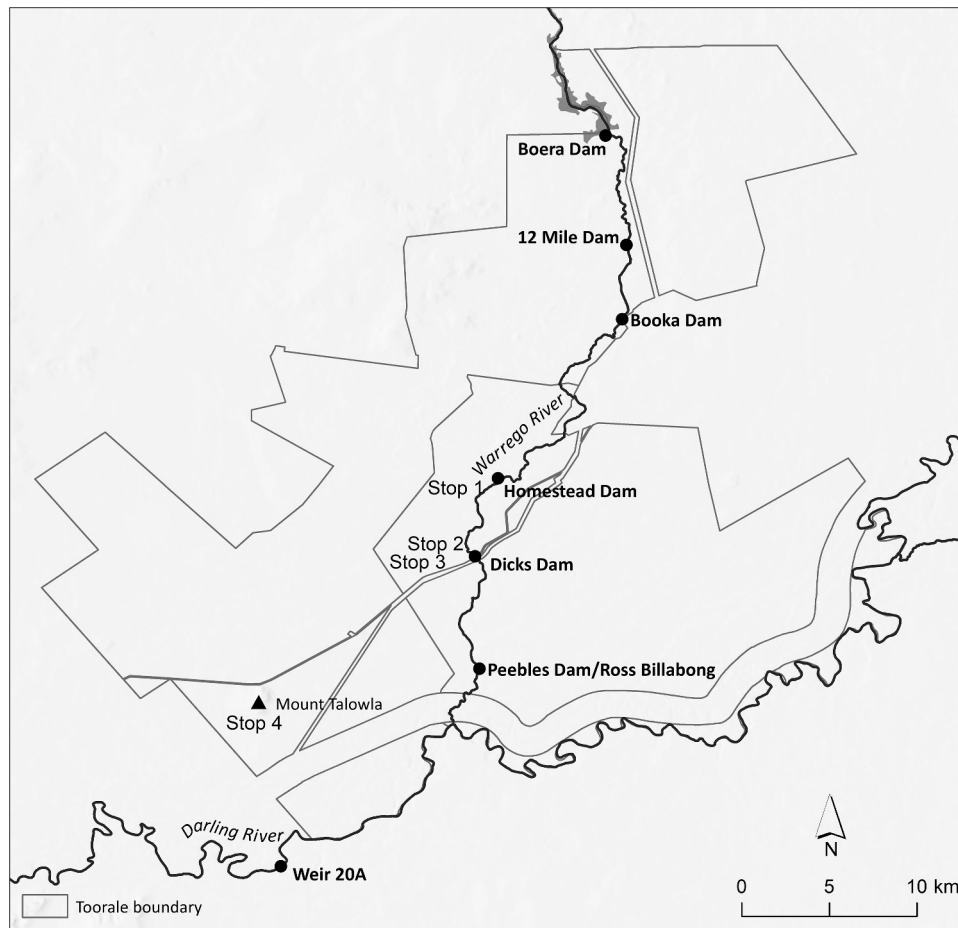 Boera Dam
12 Mile Dam
Booka Dam
Warrego River
Stop 1
Homestead Dam
Stop 2
Stop 3
Dicks Dam
Peebles Dam/Ross Billabong
Mount Talowla
Stop 4
Darling River
Weir 20A
N
0 5 10 km
Toorale boundary